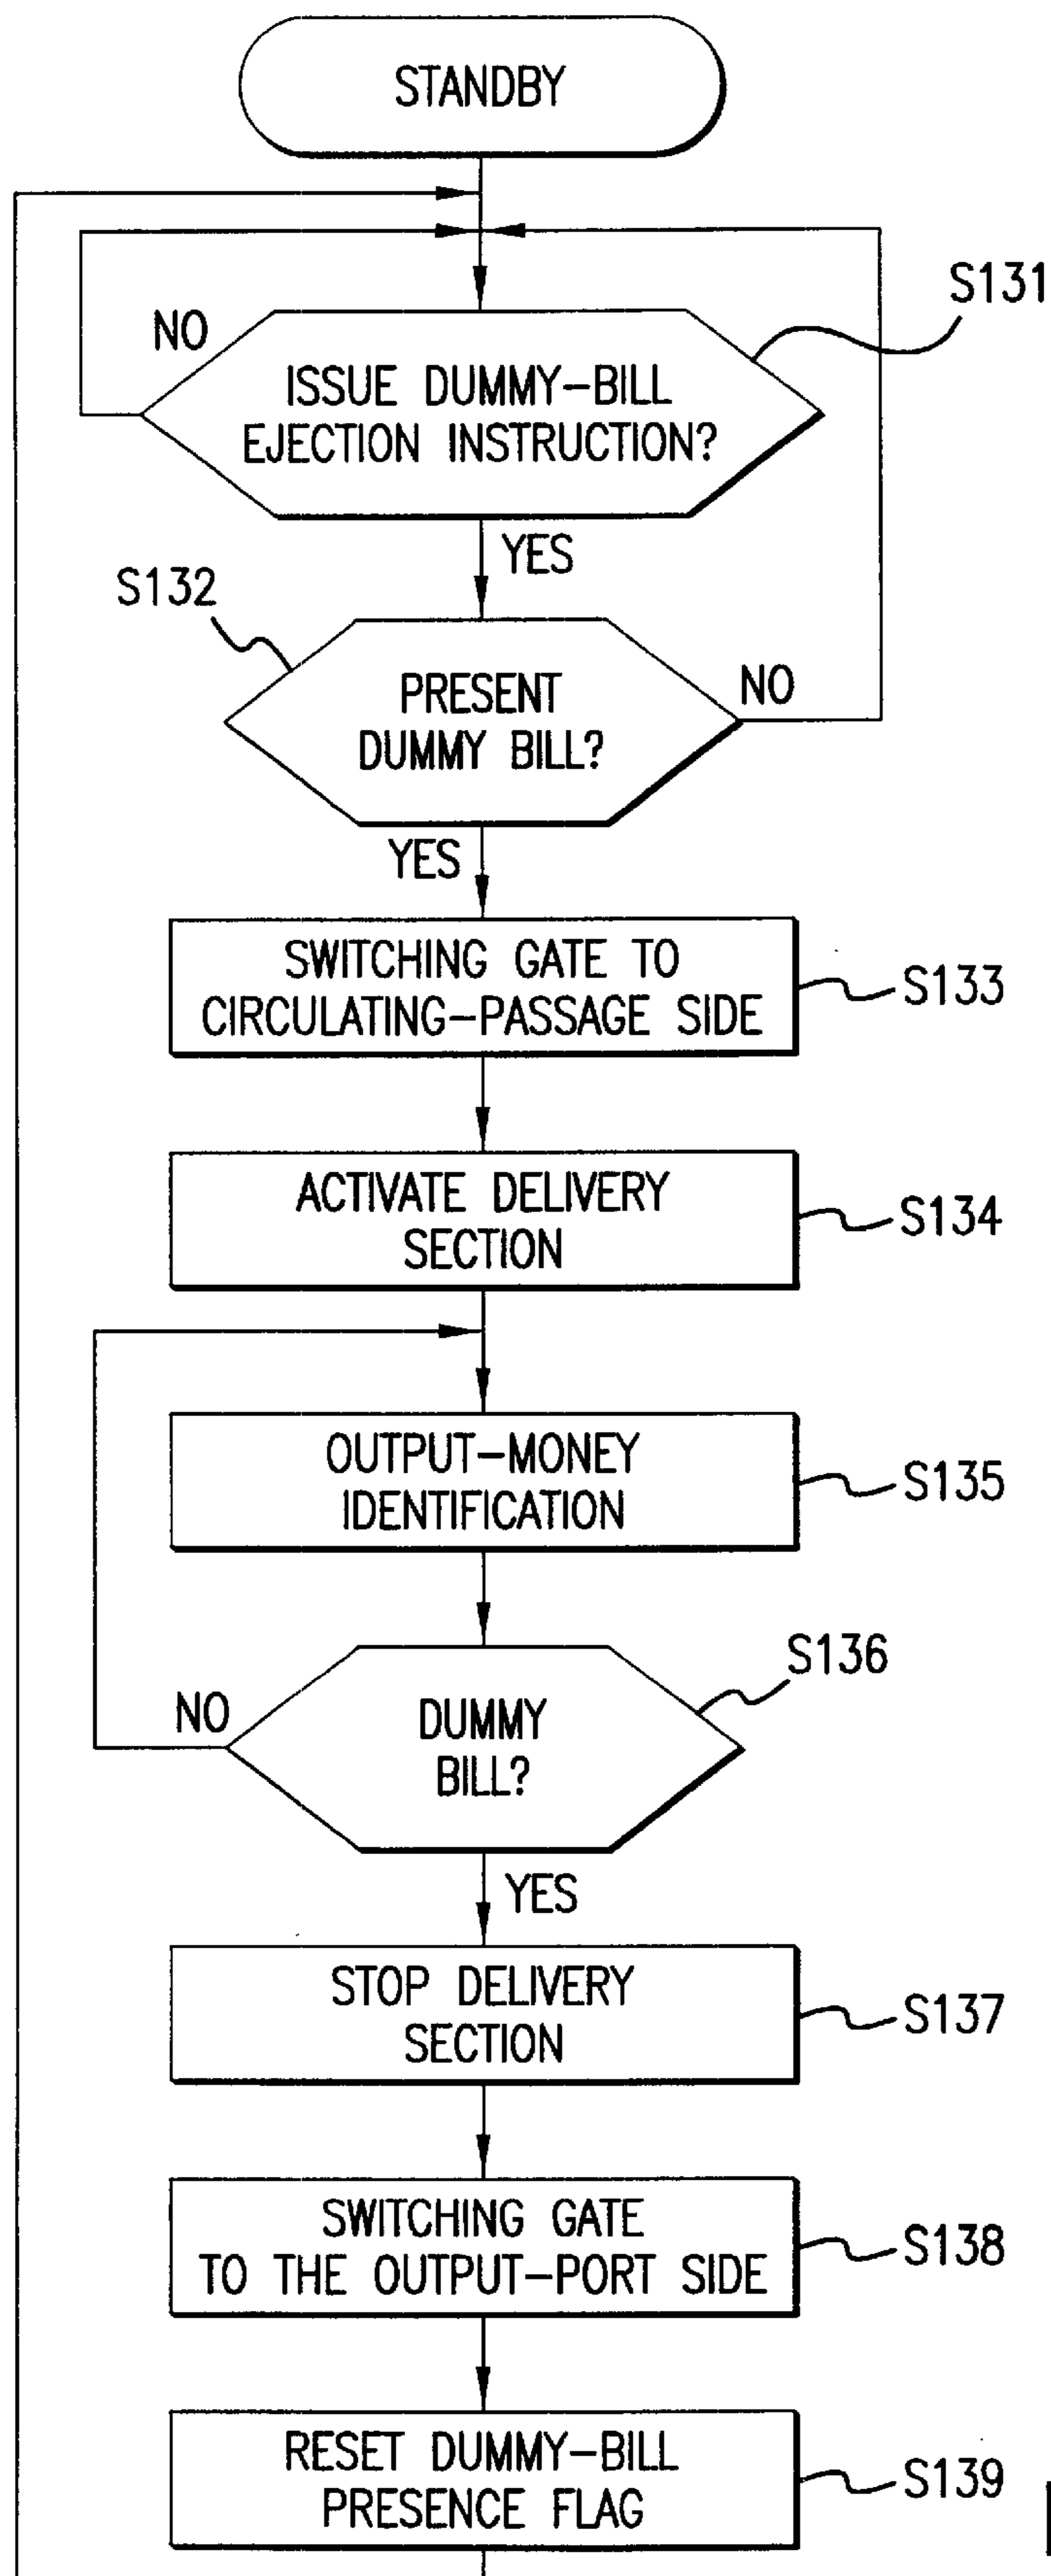 STANDBY
S131
NO
ISSUE DUMMY-BILL
EJECTION INSTRUCTION?
YES
S132
PRESENT
DUMMY BILL?
NO
YES
SWITCHING GATE TO
CIRCULATING-PASSAGE SIDE
S133
ACTIVATE DELIVERY
SECTION
S134
OUTPUT-MONEY
IDENTIFICATION
S135
S136
NO
DUMMY
BILL?
YES
STOP DELIVERY
SECTION
S137
SWITCHING GATE
TO THE OUTPUT-PORT SIDE
S138
RESET DUMMY-BILL
PRESENCE FLAG
S139